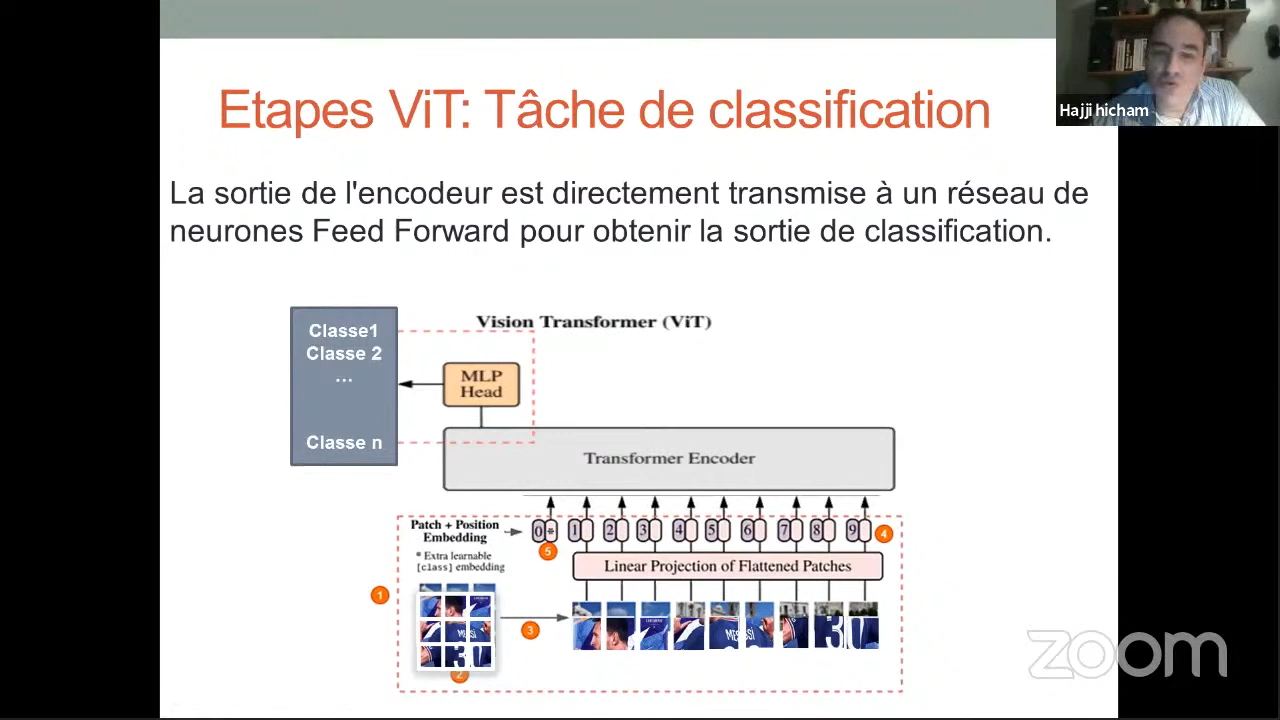 Etapes ViT: Tâche de classification
Hajji hicham
La sortie de l'encodeur est directement transmise à un réseau de
neurones Feed Forward pour obtenir la sortie de classification.
Vision Transformer (ViT)
Classe1
Classe 2
...
Classe n
MLP
Head
Transformer Encoder
Patch + Position
Embedding
* Extra learnable
[class] embedding
0 * 1 2 3 4 5 6 7 8 9
4
5
Linear Projection of Flattened Patches
1
3
2
MESSI
30
30
zoom